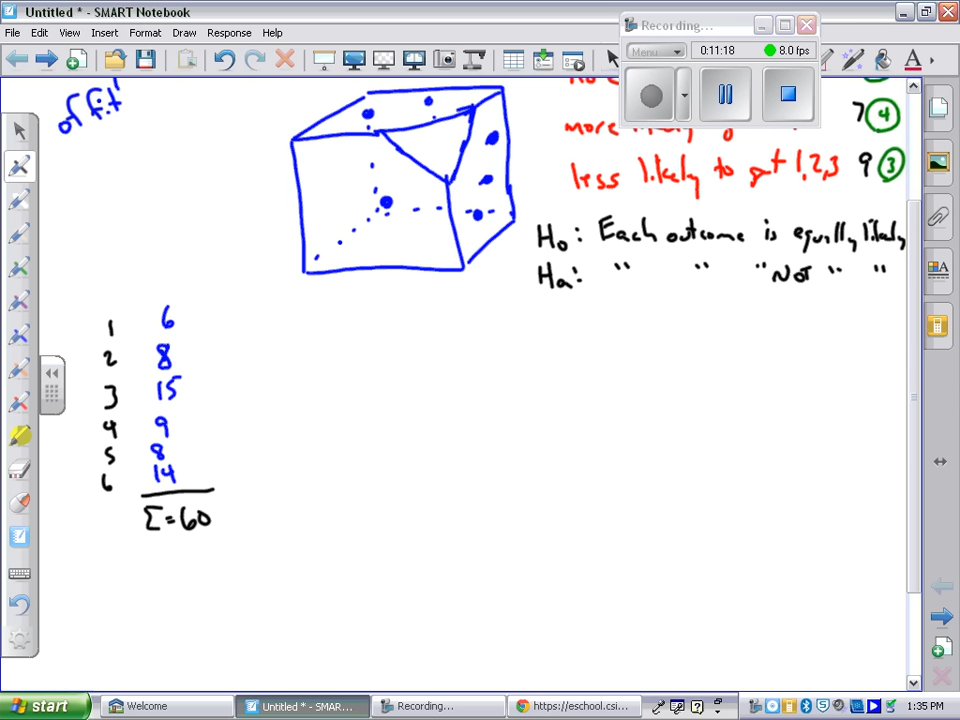 Untitled * - SMART Notebook
File Edit View Insert Format Draw Response Help
Recording...
Menu 0:11:18 8.0 fps
of fit
7 4
more likely
less likely to get 1,2,3 9 3
Ho: Each outcome is equally likely
Ha: " " " NOT " "
1 6
2 8
3 15
4 9
5 8
6 14
Σ=60
start Welcome Untitled * - SMAR... Recording... https://eschool.csi... 1:35 PM